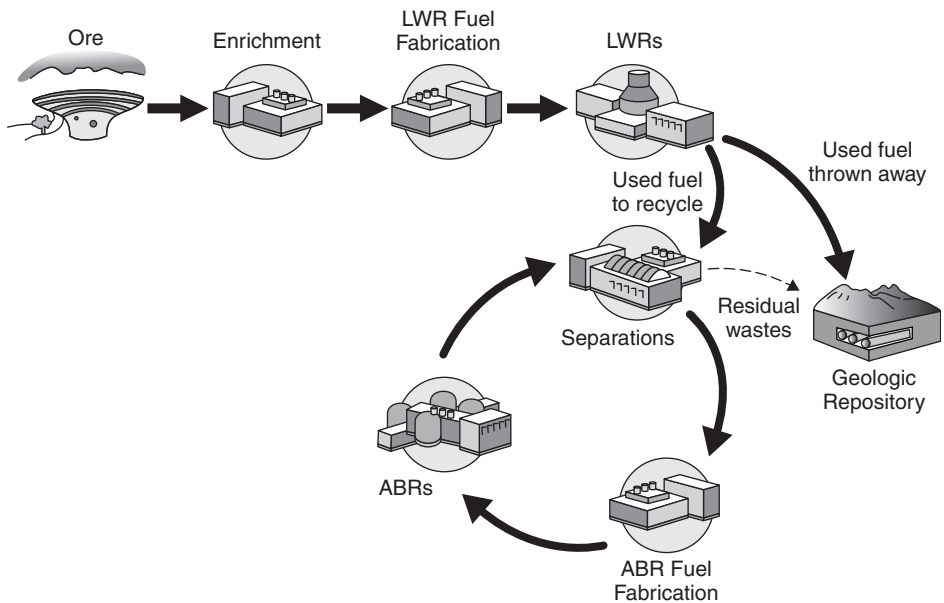 Ore
Enrichment
LWR Fuel
Fabrication
LWRs
Used fuel
to recycle
Used fuel
thrown away
Separations
Residual
wastes
Geologic
Repository
ABRs
ABR Fuel
Fabrication